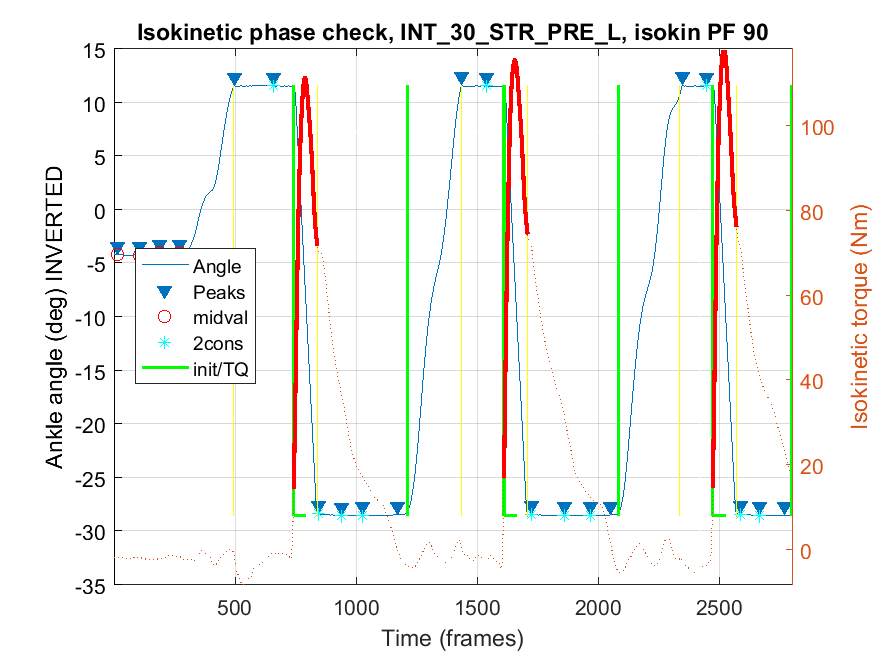 Isokinetic phase check, INT_30_STR_PRE_L, isokin PF 90
Ankle angle (deg) INVERTED
15
10
5
0
-5
-10
-15
-20
-25
-30
-35
Angle
Peaks
midval
2cons
init/TQ
100
80
60
40
20
0
Isokinetic torque (Nm)
500
1000
1500
2000
2500
Time (frames)